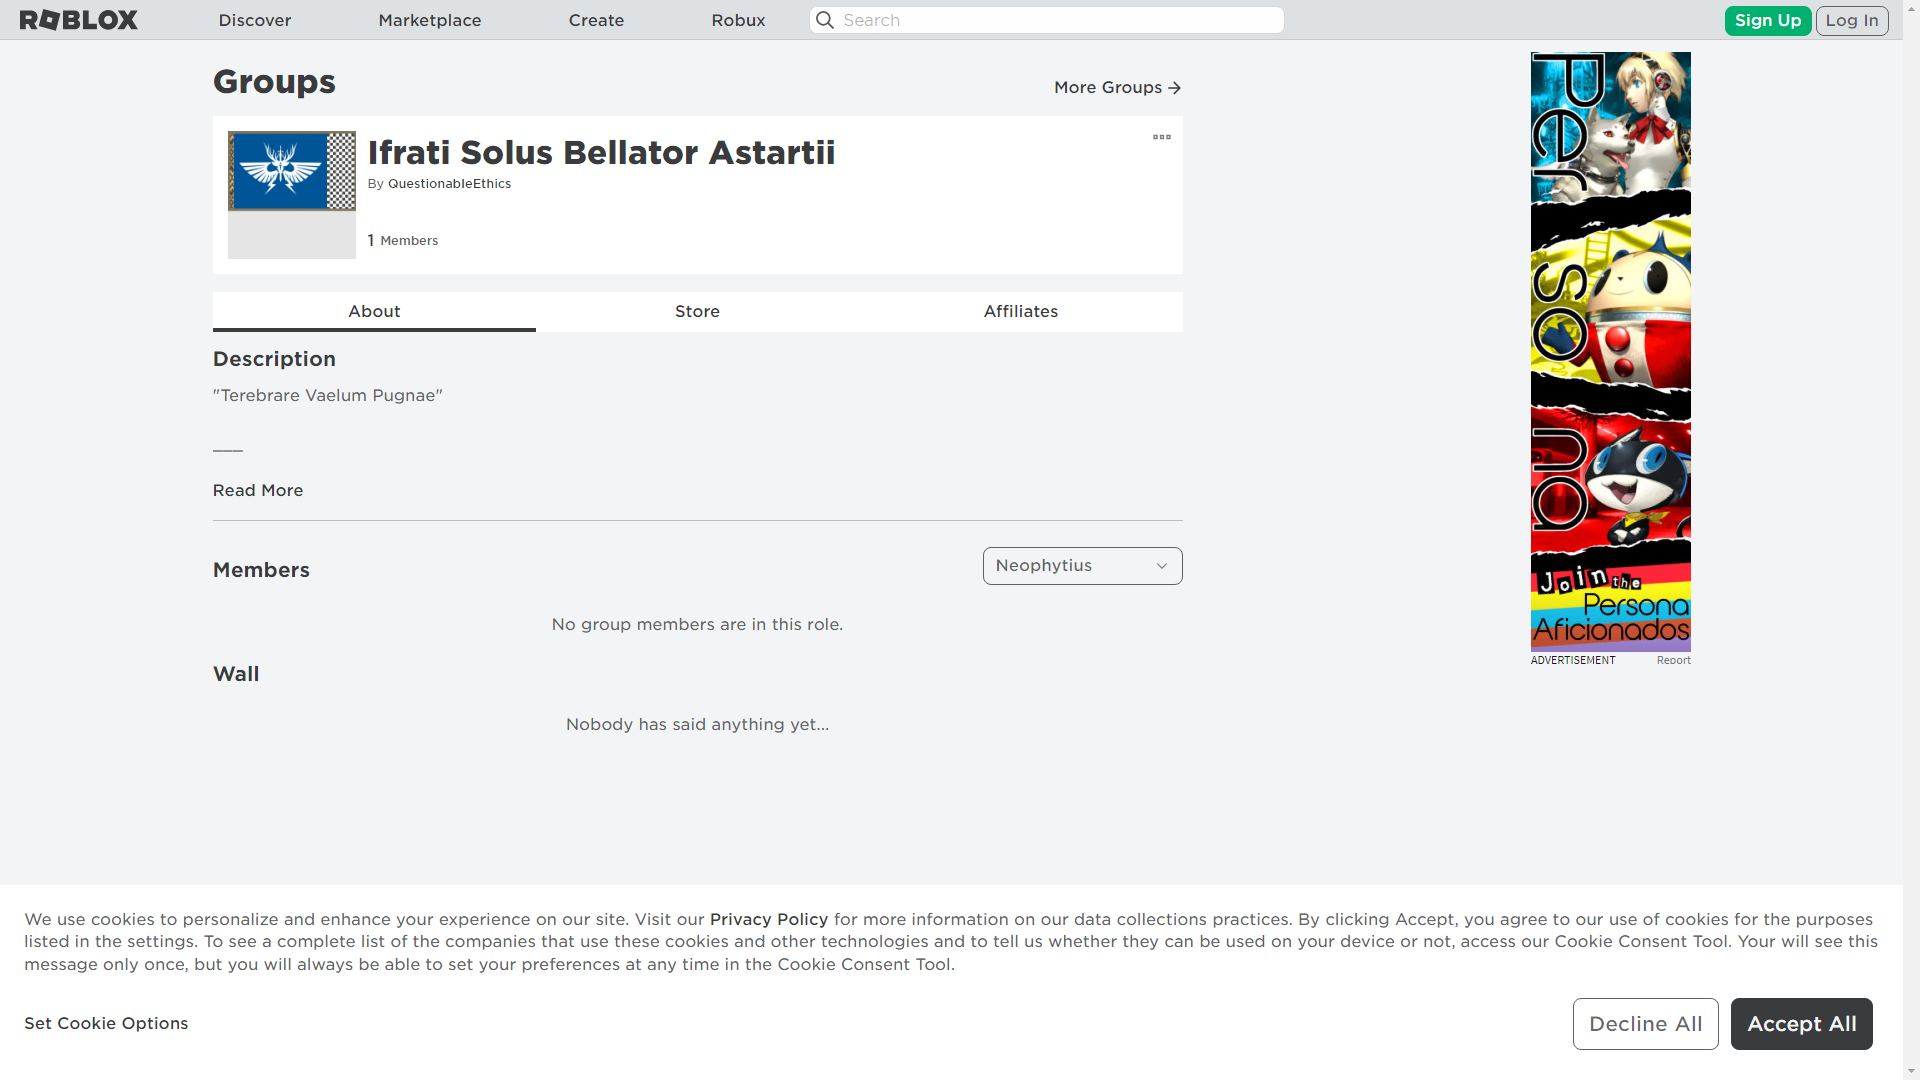 ROBLOX
Discover
Marketplace
Create
Robux
Search
Sign Up
Log In
Groups
More Groups
Ifrati Solus Bellator Astartii
By QuestionableEthics
1 Members
About
Store
Affiliates
Description
"Terebrare Vaelum Pugnae"
___
Read More
Members
Neophytius
No group members are in this role.
Wall
Nobody has said anything yet...
Per
so
na
Join the
Persona
Aficionados
ADVERTISEMENT
Report
We use cookies to personalize and enhance your experience on our site. Visit our Privacy Policy for more information on our data collections practices. By clicking Accept, you agree to our use of cookies for the purposes
listed in the settings. To see a complete list of the companies that use these cookies and other technologies and to tell us whether they can be used on your device or not, access our Cookie Consent Tool. Your will see this
message only once, but you will always be able to set your preferences at any time in the Cookie Consent Tool.
Set Cookie Options
Decline All
Accept All